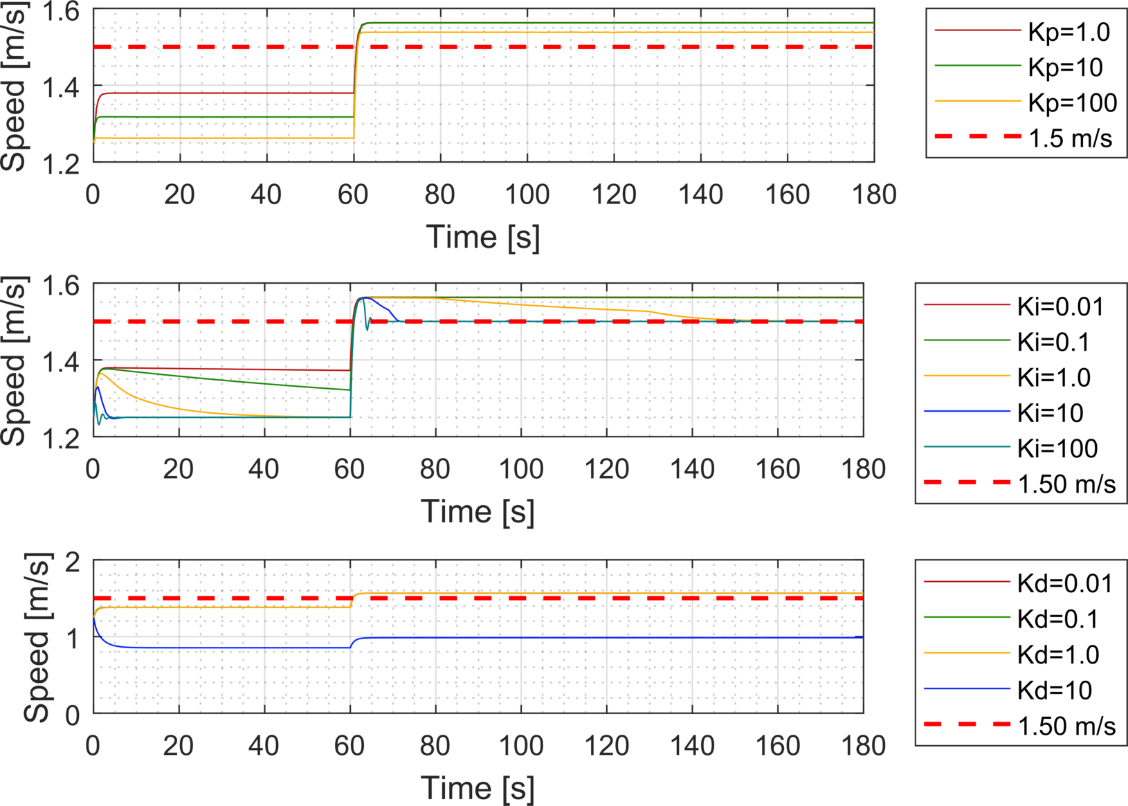 Speed [m/s]
1.6
1.4
1.2
0 20 40 60 80 100 120 140 160 180
Time [s]
Kp=1.0
Kp=10
Kp=100
1.5 m/s
Speed [m/s]
1.6
1.4
1.2
0 20 40 60 80 100 120 140 160 180
Time [s]
Ki=0.01
Ki=0.1
Ki=1.0
Ki=10
Ki=100
1.50 m/s
Speed [m/s]
2
1
0
0 20 40 60 80 100 120 140 160 180
Time [s]
Kd=0.01
Kd=0.1
Kd=1.0
Kd=10
1.50 m/s